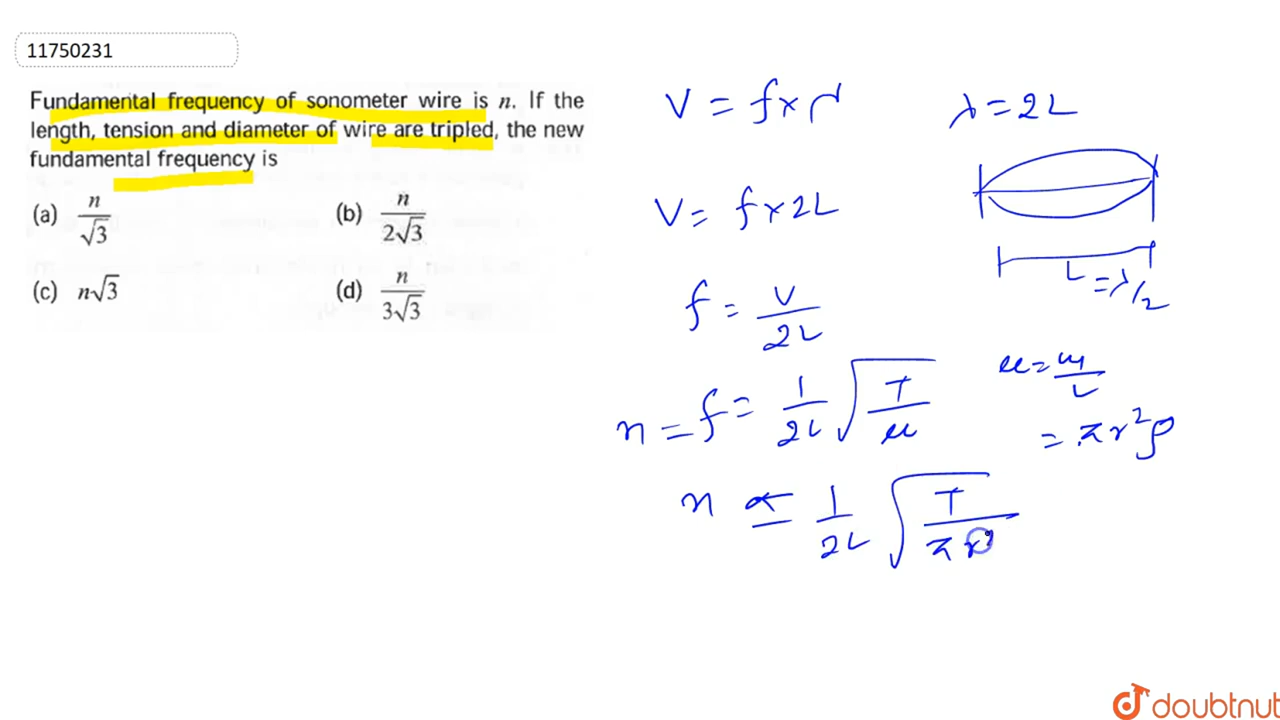 11750231
Fundamental frequency of sonometer wire is n. If the
length, tension and diameter of wire are tripled, the new
fundamental frequency is
(a) n/√3 (b) n/2√3
(c) n√3 (d) n/3√3
V = f × λ
λ = 2L
V = f × 2L
L = λ/2
f = V/2L
n = f = 1/2L √(T/μ)
μ = m/L
= πr²ρ
n ∝ 1/2L √(T/πr²)
doubtnut